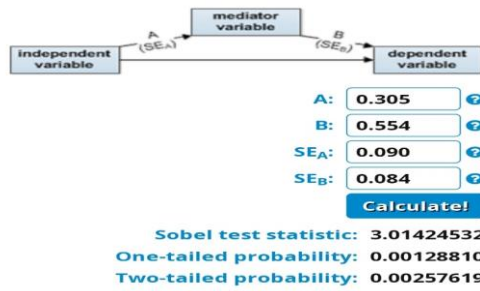 mediator
variable
A
(SEA)
B
(SEB)
independent
variable
dependent
variable
A: 0.305 ?
B: 0.554 ?
SEA: 0.090 ?
SEB: 0.084 ?
Calculate!
Sobel test statistic: 3.01424532
One-tailed probability: 0.00128810
Two-tailed probability: 0.00257619